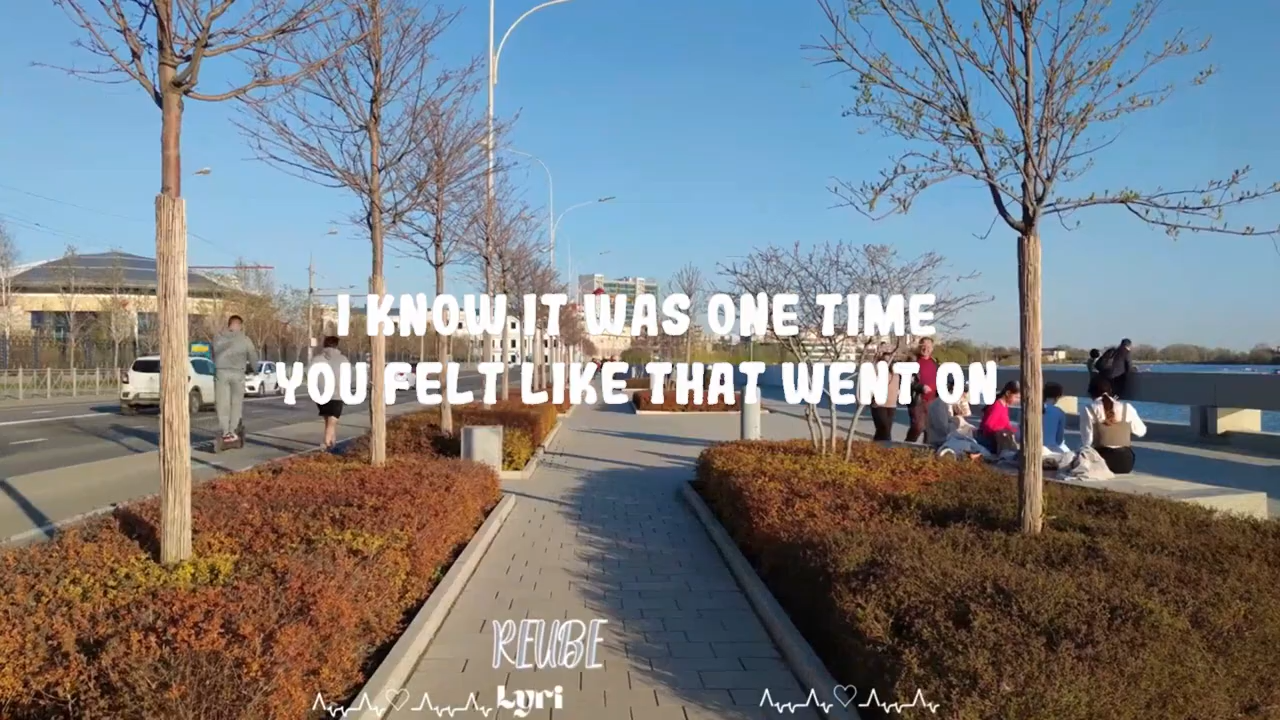 I KNOW IT WAS ONE TIME
YOU FELT LIKE THAT WENT ON
REUBE
Lyri